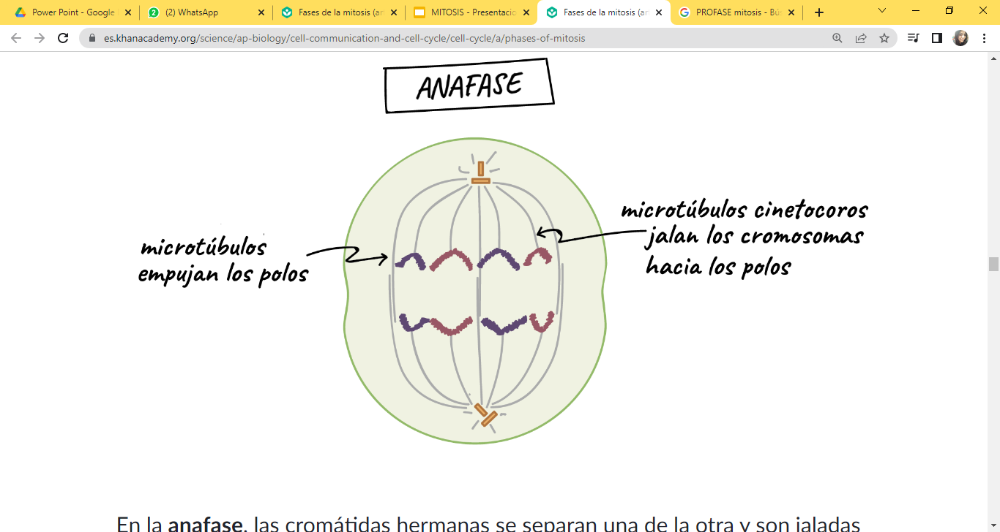 Power Point - Google
(2) WhatsApp
Fases de la mitosis (ar
MITOSIS - Presentacio
Fases de la mitosis (ar
PROFASE mitosis - Bús
es.khanacademy.org/science/ap-biology/cell-communication-and-cell-cycle/cell-cycle/a/phases-of-mitosis
ANAFASE
microtúbulos
empujan los polos
microtúbulos cinetocoros
jalan los cromosomas
hacia los polos
En la anafase, las cromátidas hermanas se separan una de la otra y son jaladas